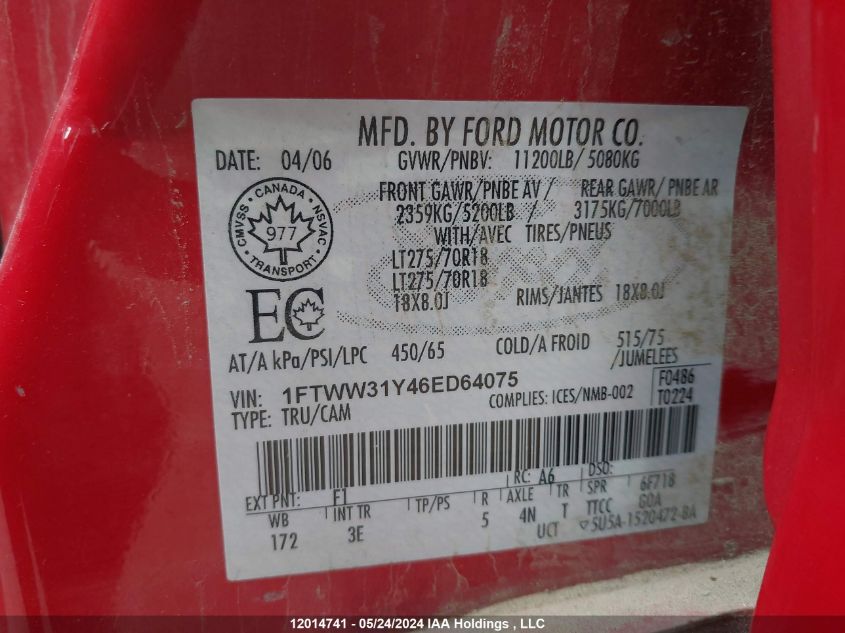 MFD. BY FORD MOTOR CO.
DATE: 04/06 GVWR/PNBV: 11200LB/ 5080KG
FRONT GAWR/PNBE AV / REAR GAWR/ PNBE AR
2359KG/5200LB / 3175KG/7000LB
WITH/AVEC TIRES/PNEUS
LT275/70R18
LT275/70R18
18X8.0J RIMS/JANTES 18X8.0J
CMVSS · CANADA · NSVAC · TRANSPORT ·
977
EC
AT/A kPa/PSI/LPC 450/65 COLD/A FROID 515/75
/JUMELEES
VIN: 1FTWW31Y46ED64075 COMPLIES: ICES/NMB-002 F0486
TYPE: TRU/CAM T0224
EXT PNT: F1 RC: A6 DSO:
WB INT TR TP/PS R AXLE TR SPR 6F718
172 3E 5 4N T TTCC GOA
UCT ▽5U5A-1520472-BA
12014741 - 05/24/2024 IAA Holdings , LLC